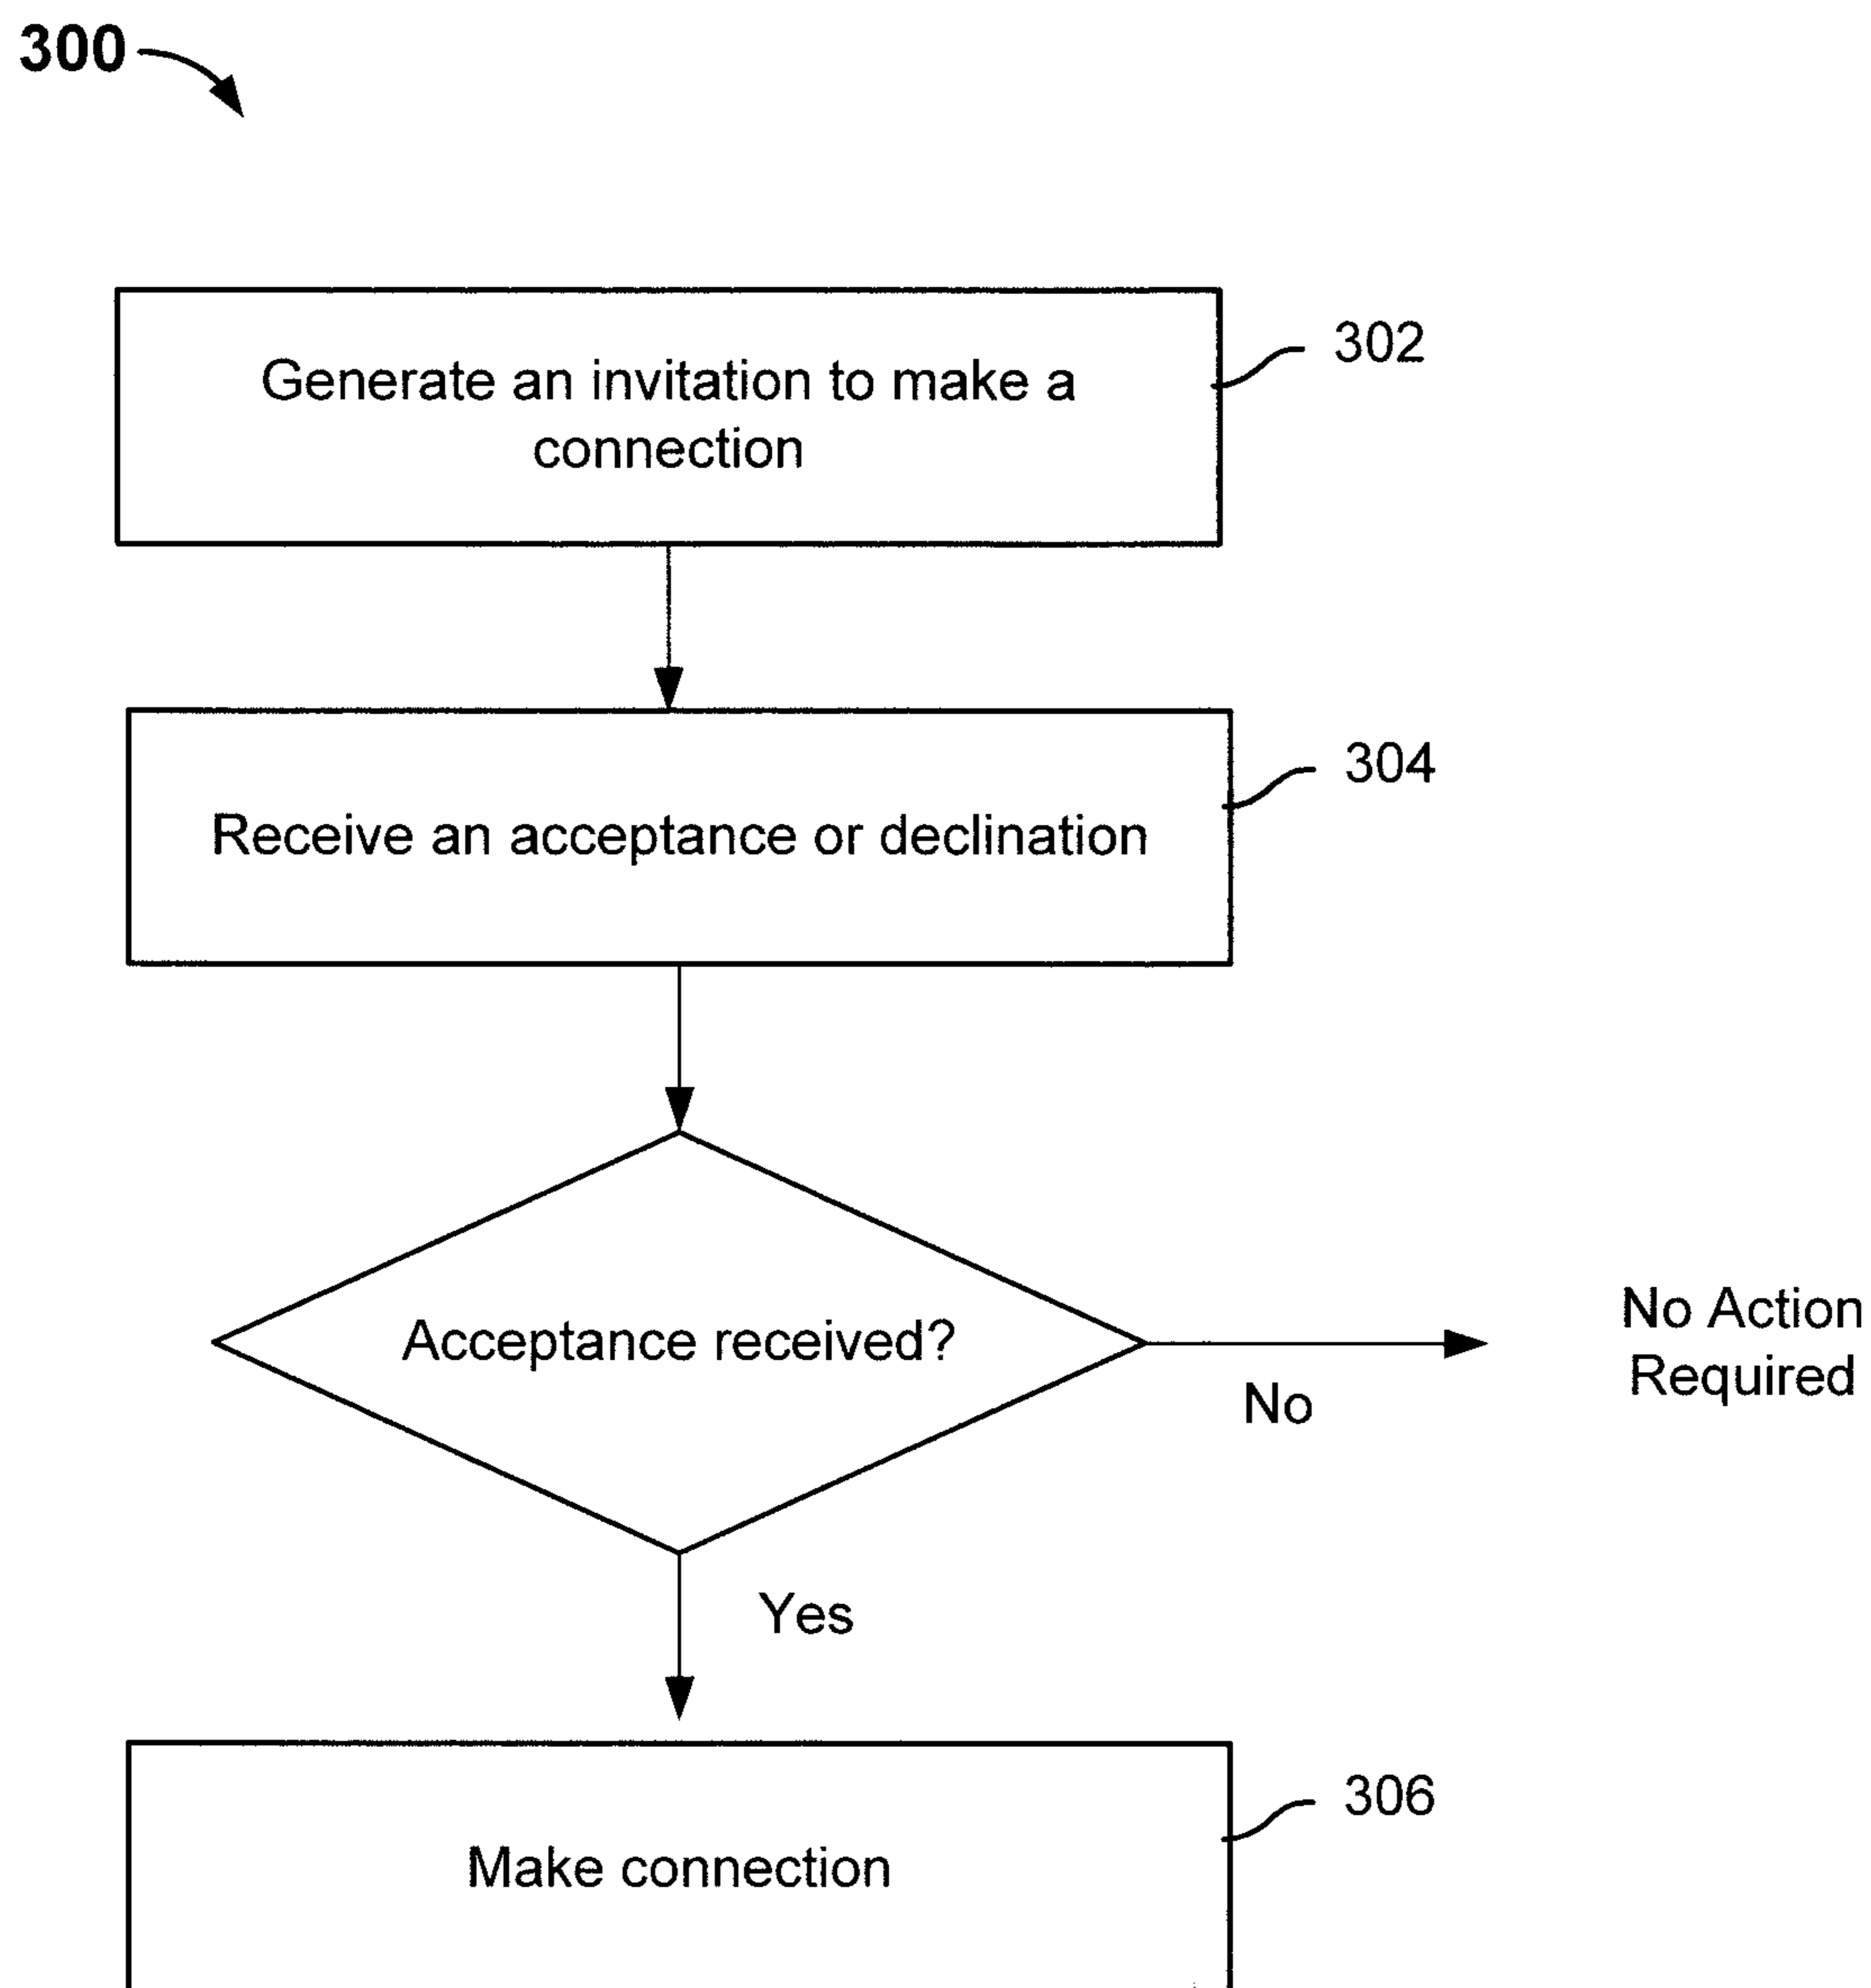 300
Generate an invitation to make a
connection
302
Receive an acceptance or declination
304
Acceptance received?
No
No Action
Required
Yes
Make connection
306